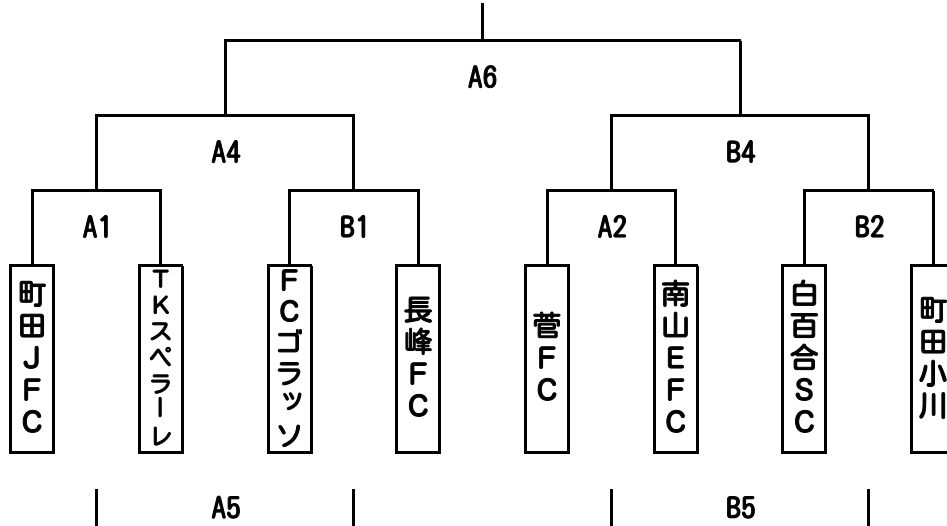 A6
A4
B4
A1
B1
A2
B2
町田JFC
TKスペラーレ
FCゴラッソ
長峰FC
菅FC
南山EFC
白百合SC
町田小川
A5
B5